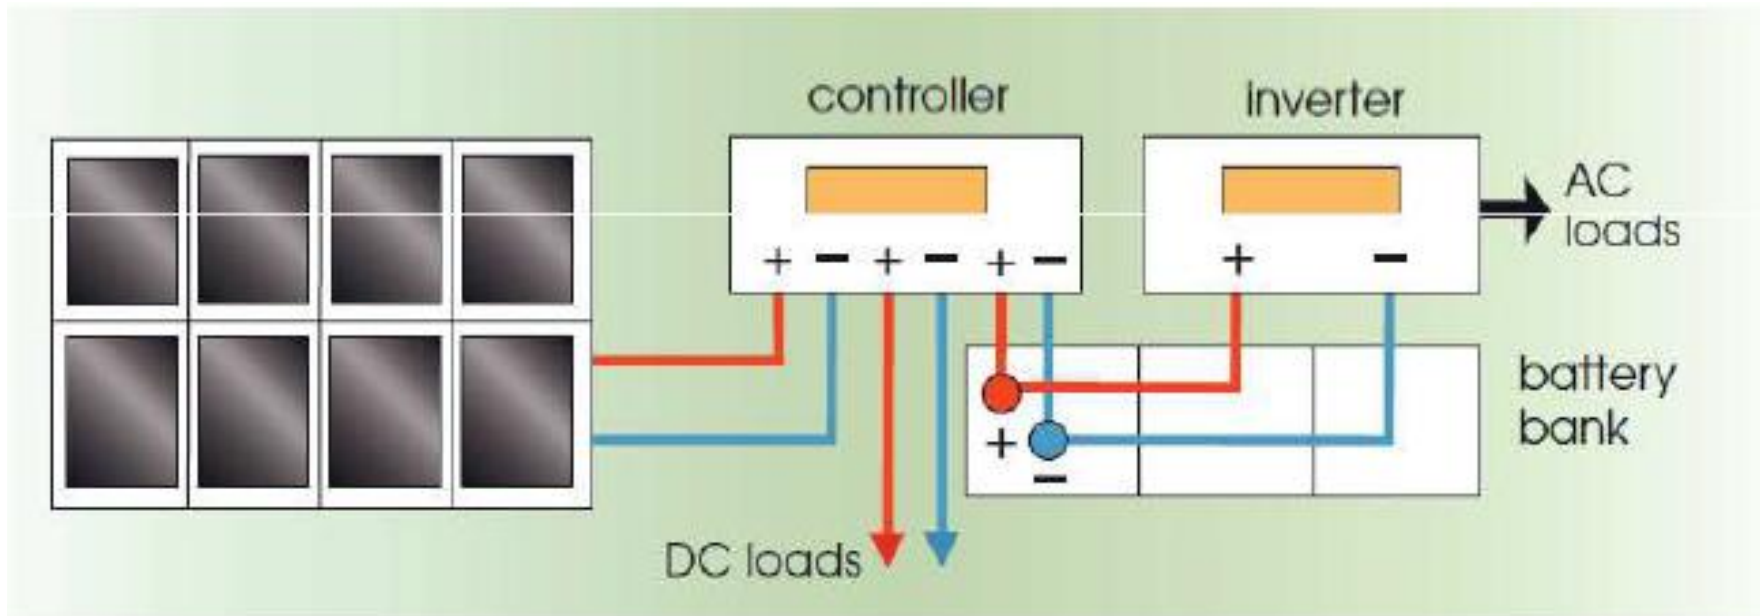 controller
inverter
AC
loads
+ − + − + −
+ −
battery
bank
+
−
DC loads